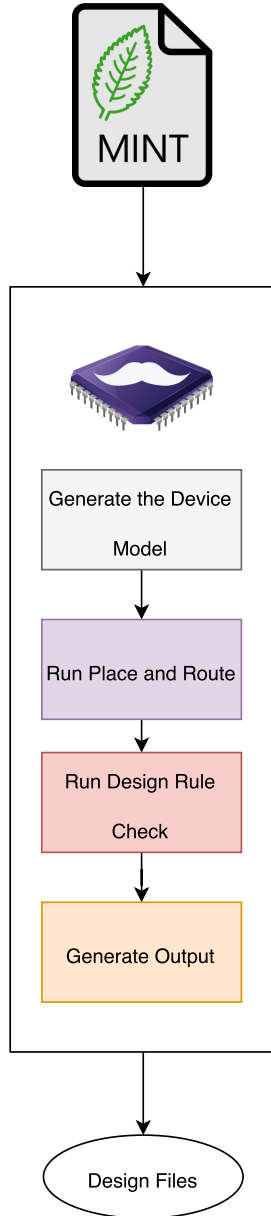 MINT
Generate the Device
Model
Run Place and Route
Run Design Rule
Check
Generate Output
Design Files